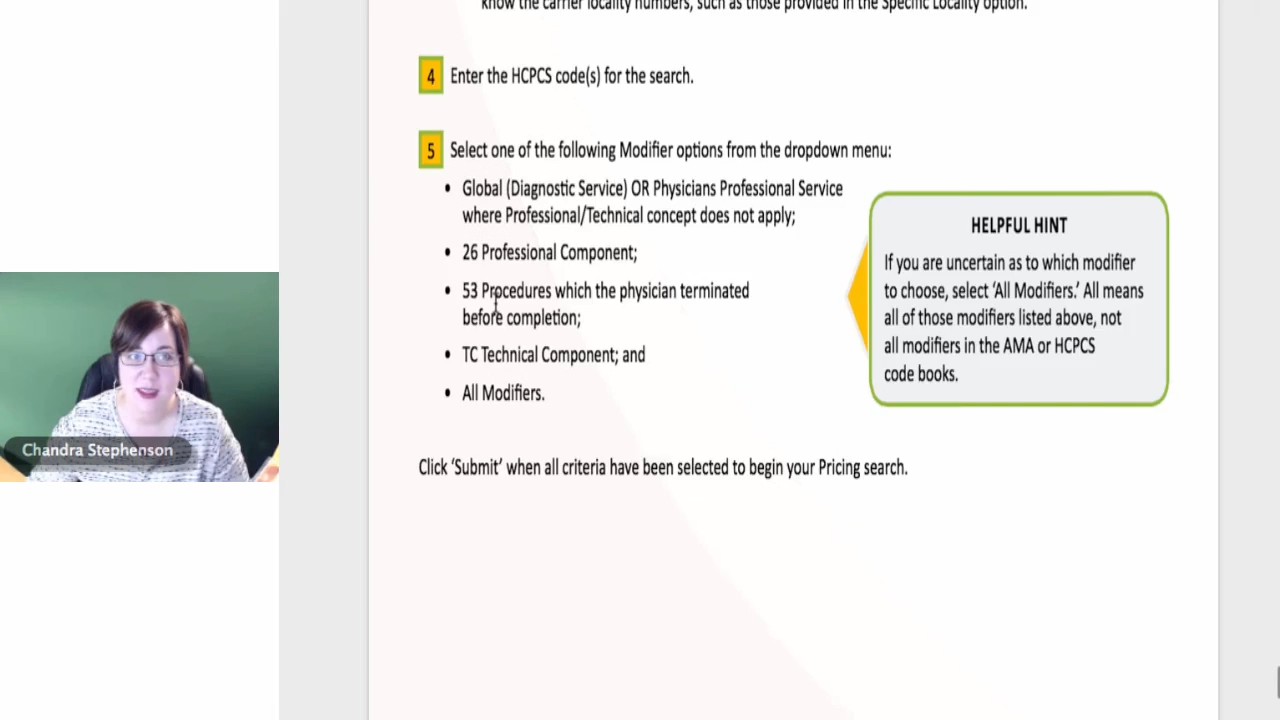 know the carrier locality numbers, such as those provided in the Specific Locality option.
4 Enter the HCPCS code(s) for the search.
5 Select one of the following Modifier options from the dropdown menu:
• Global (Diagnostic Service) OR Physicians Professional Service
where Professional/Technical concept does not apply;
• 26 Professional Component;
• 53 Procedures which the physician terminated
before completion;
• TC Technical Component; and
• All Modifiers.
HELPFUL HINT
If you are uncertain as to which modifier
to choose, select ‘All Modifiers.’ All means
all of those modifiers listed above, not
all modifiers in the AMA or HCPCS
code books.
Click ‘Submit’ when all criteria have been selected to begin your Pricing search.
Chandra Stephenson